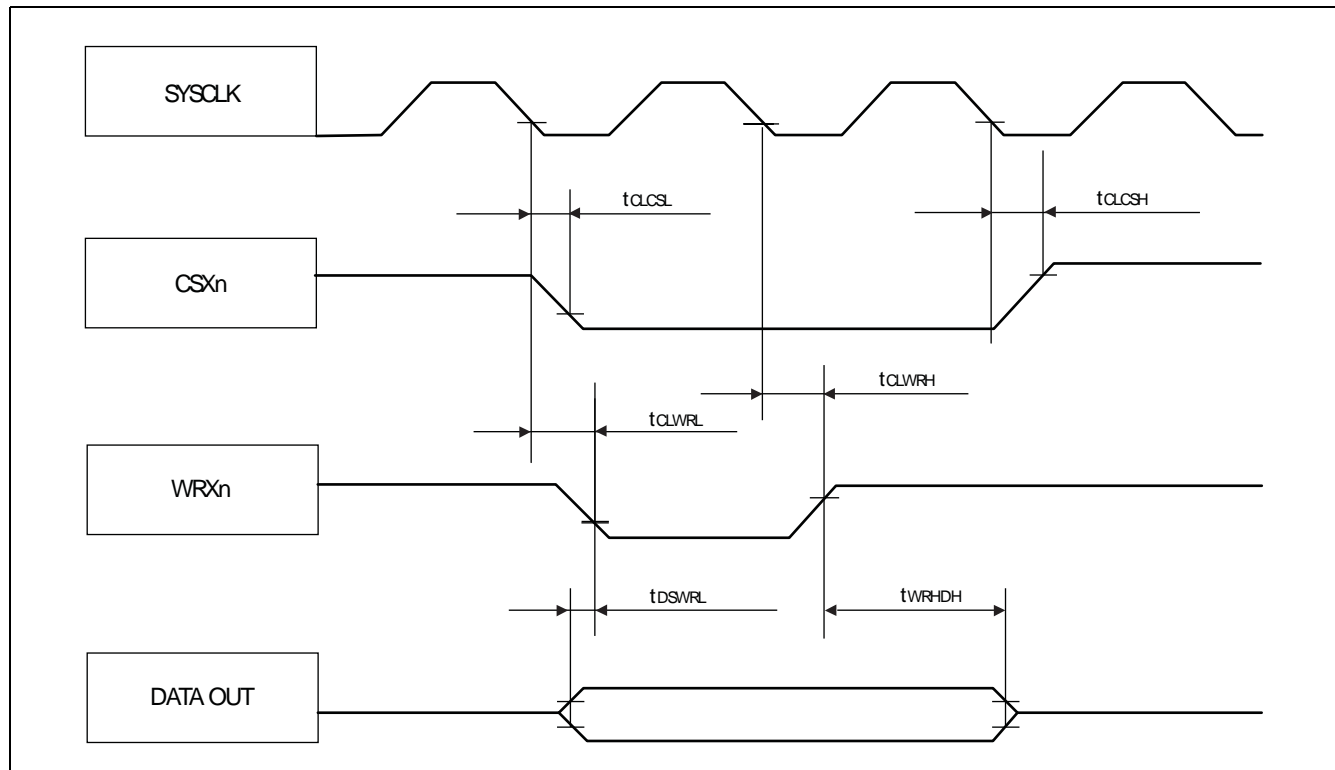 SYSCLK
tCLCSL
tCLCSH
CSXn
tCLWRH
tCLWRL
WRXn
tDSWRL
tWRHDH
DATA OUT